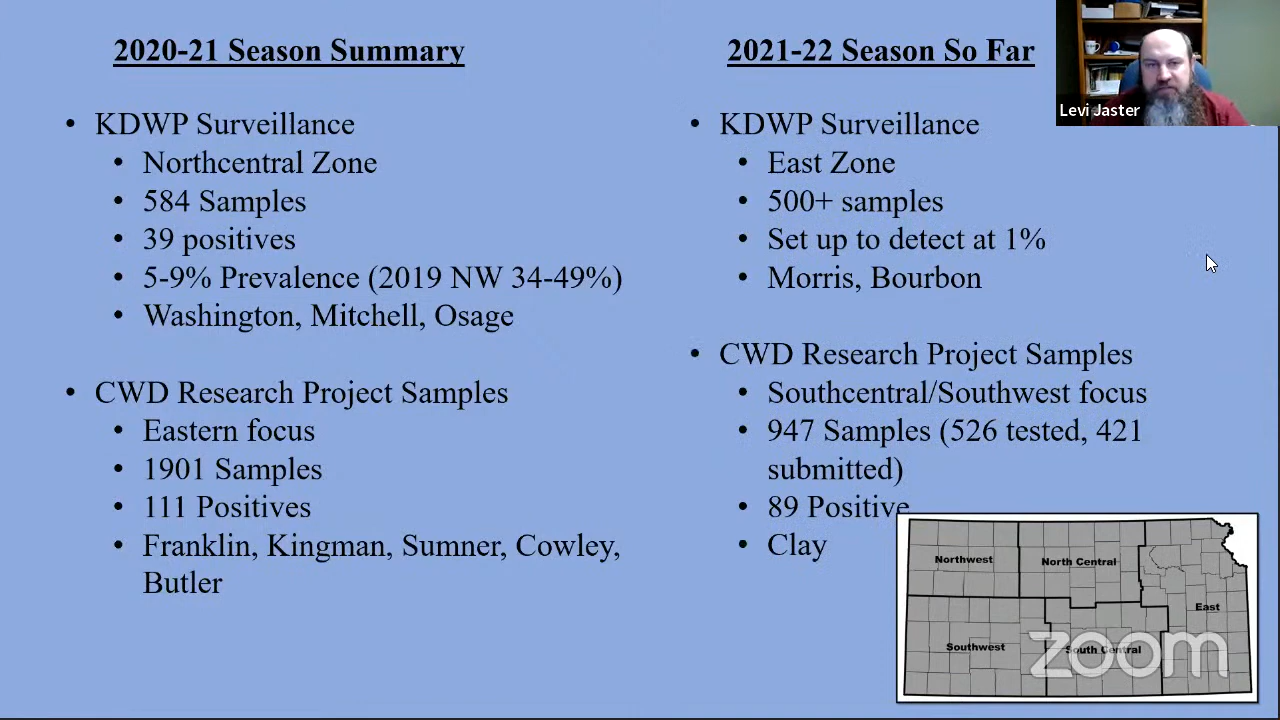 2020-21 Season Summary
KDWP Surveillance
Northcentral Zone
584 Samples
39 positives
5-9% Prevalence (2019 NW 34-49%)
Washington, Mitchell, Osage
CWD Research Project Samples
Eastern focus
1901 Samples
111 Positives
Franklin, Kingman, Sumner, Cowley,
Butler
2021-22 Season So Far
KDWP Surveillance
East Zone
500+ samples
Set up to detect at 1%
Morris, Bourbon
CWD Research Project Samples
Southcentral/Southwest focus
947 Samples (526 tested, 421
submitted)
89 Positive
Clay
Levi Jaster
Northwest
North Central
East
Southwest
South Central
zoom